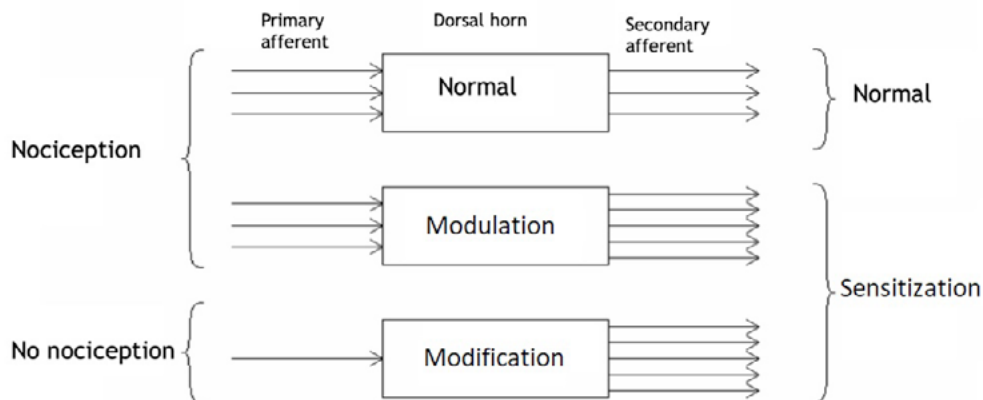 Primary
afferent
Dorsal horn
Secondary
afferent
Normal
Normal
Nociception
Modulation
Sensitization
No nociception
Modification